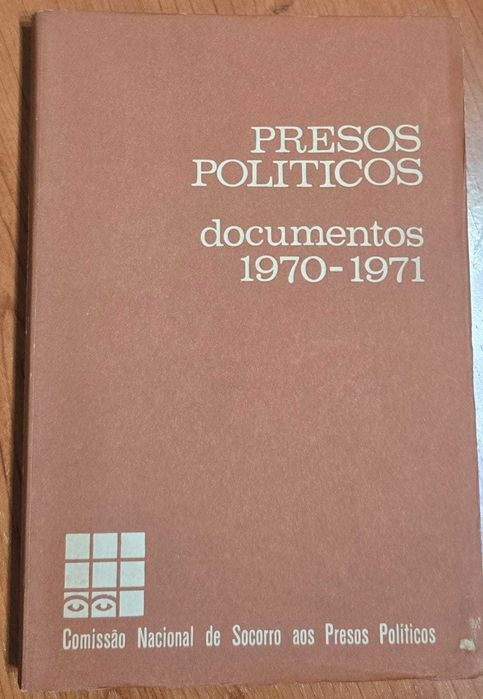 PRESOS
POLITICOS
documentos
1970-1971
Comissão Nacional de Socorro aos Presos Políticos